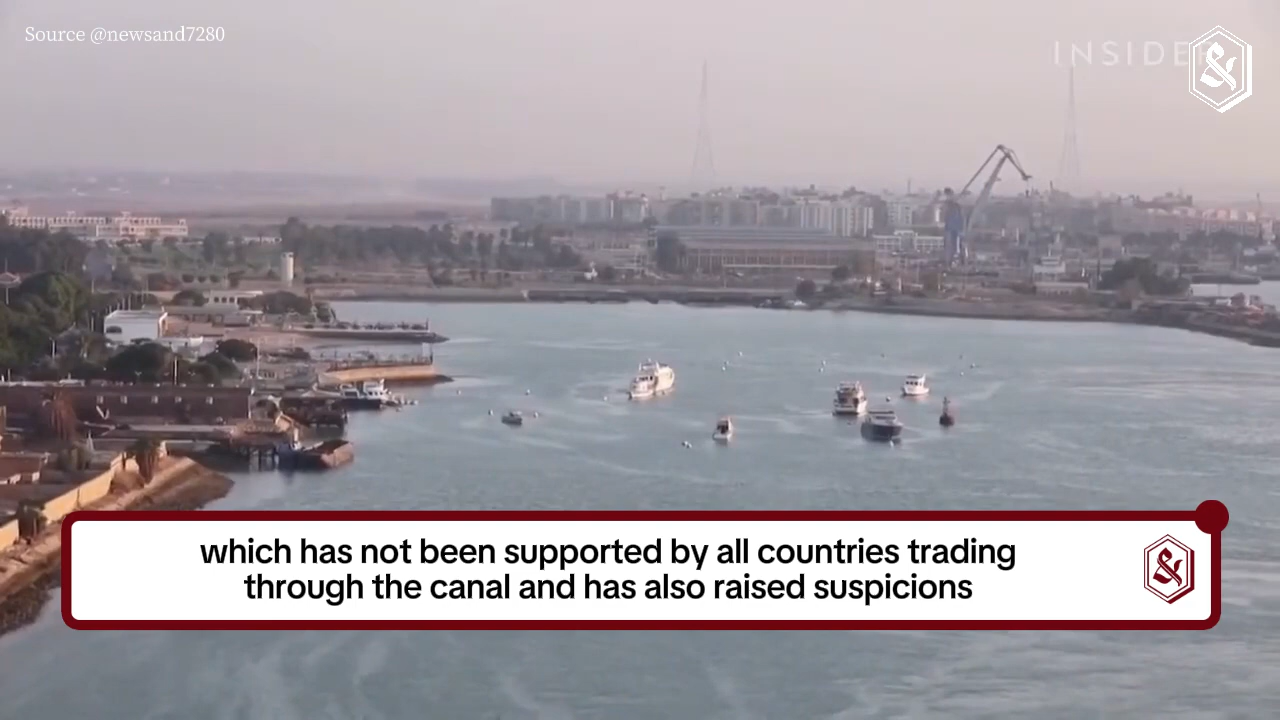 Source @newsand7280
INSIDER
&
which has not been supported by all countries trading
through the canal and has also raised suspicions
&